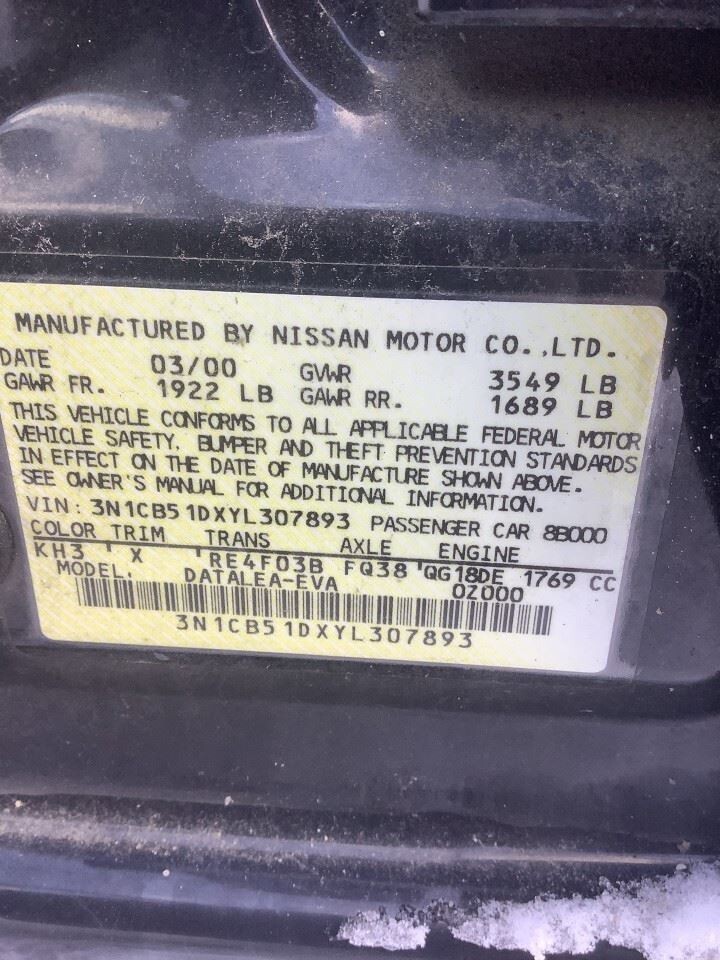 MANUFACTURED BY NISSAN MOTOR CO.,LTD.
DATE 03/00 GVWR 3549 LB
GAWR FR. 1922 LB GAWR RR. 1689 LB
THIS VEHICLE CONFORMS TO ALL APPLICABLE FEDERAL MOTOR
VEHICLE SAFETY. BUMPER AND THEFT PREVENTION STANDARDS
IN EFFECT ON THE DATE OF MANUFACTURE SHOWN ABOVE.
SEE OWNER'S MANUAL FOR ADDITIONAL INFORMATION.
VIN: 3N1CB51DXYL307893 PASSENGER CAR 8B000
COLOR TRIM TRANS AXLE ENGINE
KH3 X RE4F03B FQ38 QG18DE 1769 CC
MODEL. DATALEA-EVA 0Z000
3N1CB51DXYL307893